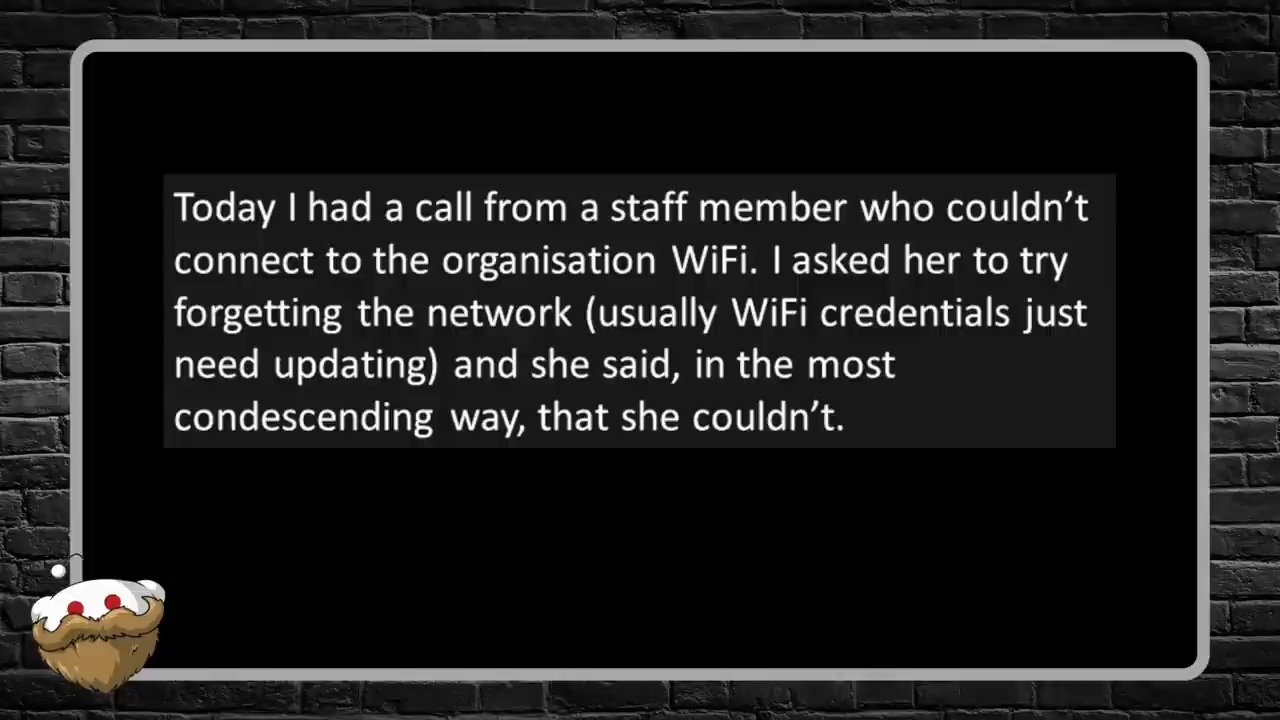 Today I had a call from a staff member who couldn’t
connect to the organisation WiFi. I asked her to try
forgetting the network (usually WiFi credentials just
need updating) and she said, in the most
condescending way, that she couldn’t.